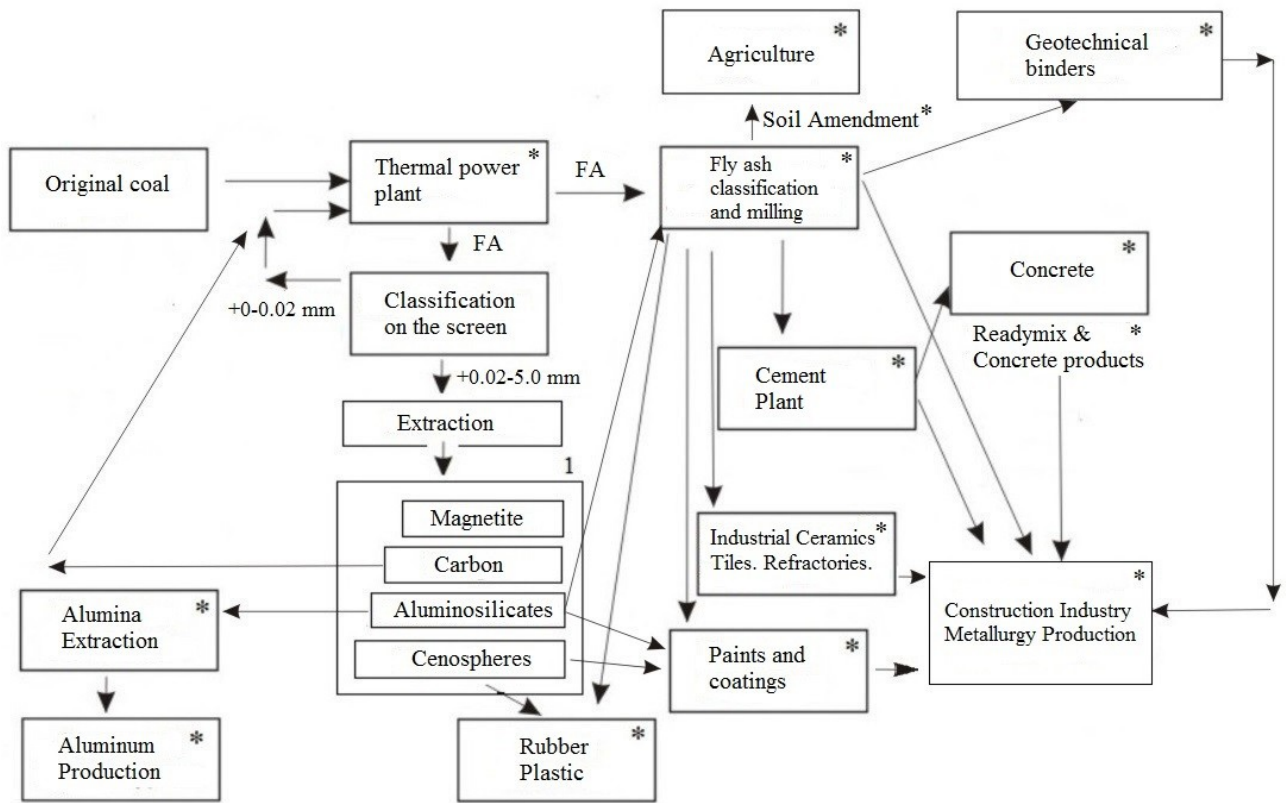 Agriculture *
Geotechnical *
binders
Soil Amendment*
Original coal
Thermal power *
plant
FA
Fly ash *
classification
and milling
FA
Concrete *
Classification
on the screen
+0-0.02 mm
Readymix & *
Concrete products
Cement *
Plant
+0.02-5.0 mm
Extraction
1
Magnetite
Carbon
Aluminosilicates
Cenospheres
Industrial Ceramics *
Tiles. Refractories.
Alumina *
Extraction
Construction Industry *
Metallurgy Production
Paints and *
coatings
Aluminum *
Production
Rubber *
Plastic